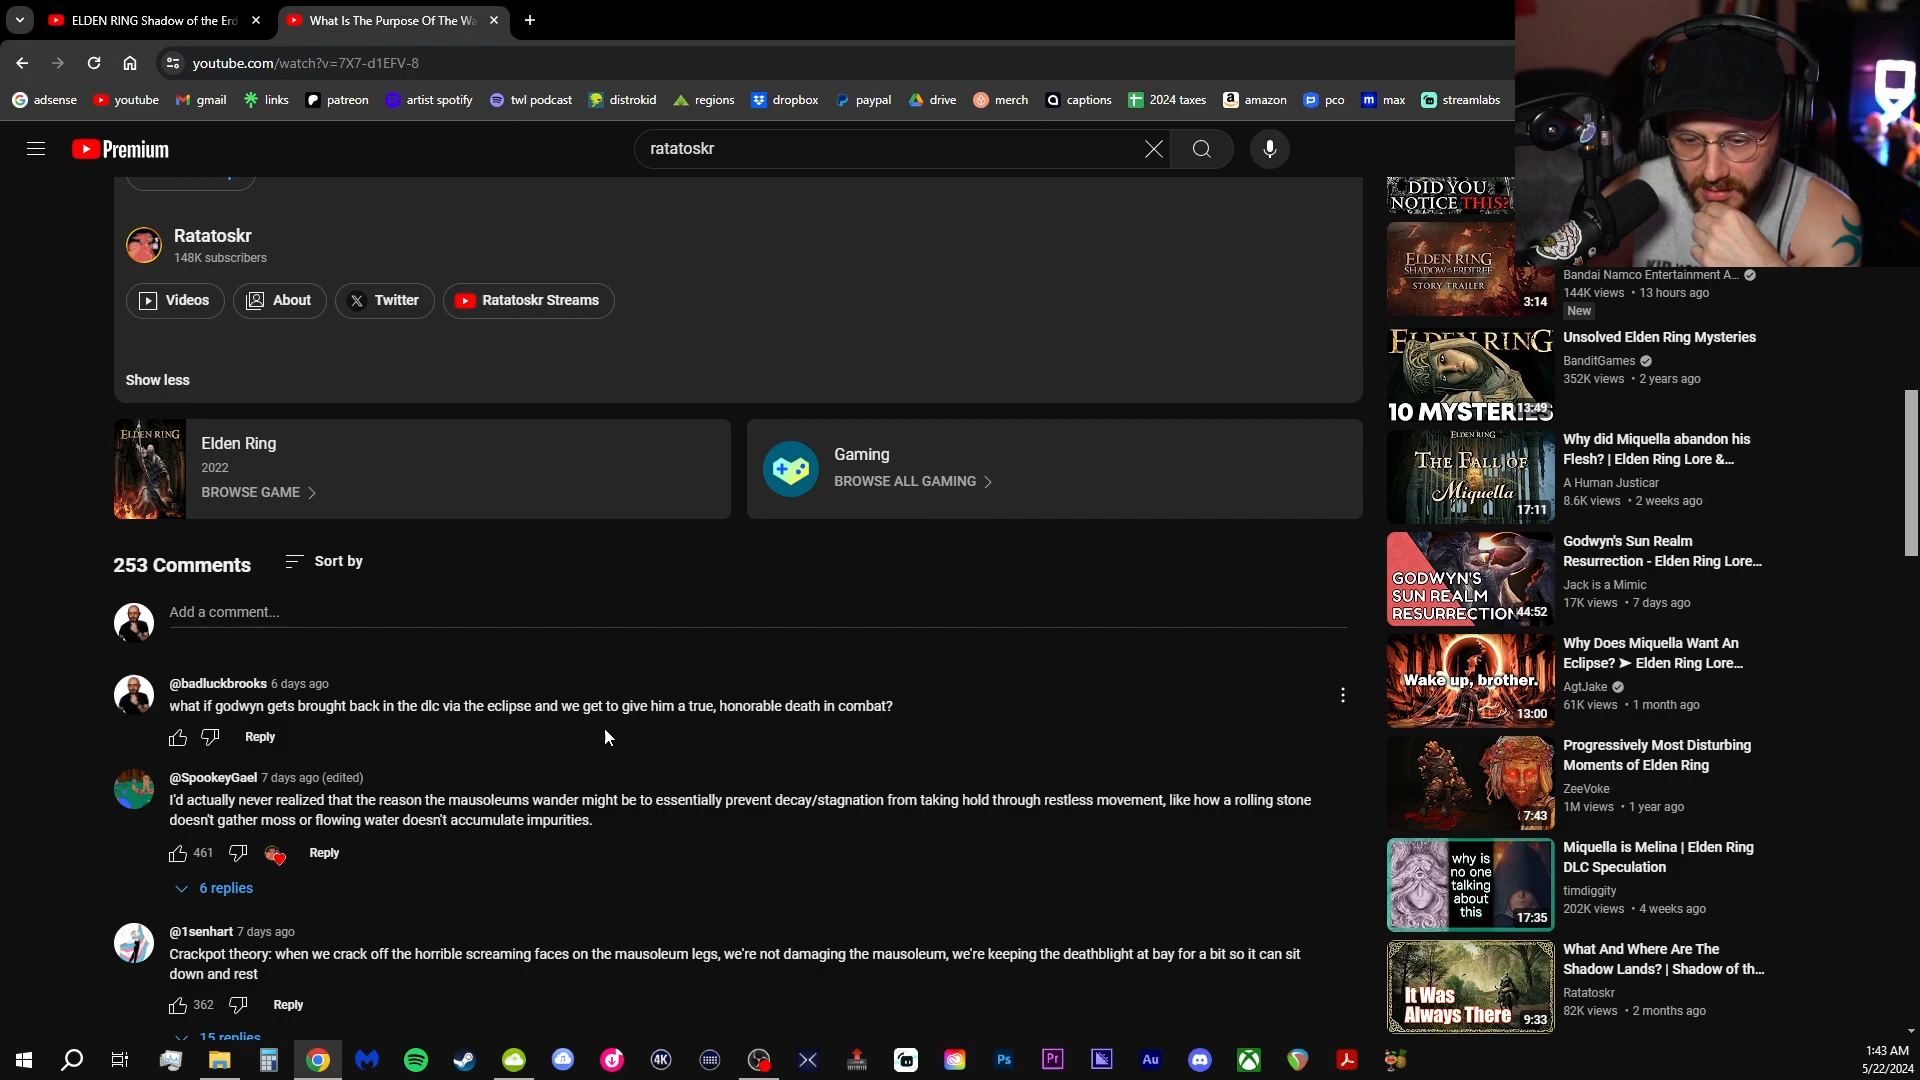 ELDEN RING Shadow of the Erd
What Is The Purpose Of The Wa
youtube.com/watch?v=7X7-d1EFV-8
adsense
youtube
gmail
links
patreon
artist spotify
twl podcast
distrokid
regions
dropbox
paypal
drive
merch
captions
2024 taxes
amazon
pco
max
streamlabs
Premium
ratatoskr
Ratatoskr
148K subscribers
Videos
About
Twitter
Ratatoskr Streams
Show less
ELDEN RING
Elden Ring
2022
BROWSE GAME
Gaming
BROWSE ALL GAMING
253 Comments
Sort by
Add a comment...
@badluckbrooks 6 days ago
what if godwyn gets brought back in the dlc via the eclipse and we get to give him a true, honorable death in combat?
Reply
@SpookeyGael 7 days ago (edited)
I'd actually never realized that the reason the mausoleums wander might be to essentially prevent decay/stagnation from taking hold through restless movement, like how a rolling stone
doesn't gather moss or flowing water doesn't accumulate impurities.
461
Reply
6 replies
@1senhart 7 days ago
Crackpot theory: when we crack off the horrible screaming faces on the mausoleum legs, we're not damaging the mausoleum, we're keeping the deathblight at bay for a bit so it can sit
down and rest
362
Reply
15 replies
DID YOU
NOTICE THIS?
ELDEN RING
SHADOW OF THE ERDTREE
STORY TRAILER
3:14
Bandai Namco Entertainment A...
144K views • 13 hours ago
New
ELDEN RING
10 MYSTERIES
13:49
Unsolved Elden Ring Mysteries
BanditGames
352K views • 2 years ago
ELDEN RING
THE FALL OF
Miquella
17:11
Why did Miquella abandon his
Flesh? | Elden Ring Lore &...
A Human Justicar
8.6K views • 2 weeks ago
GODWYN'S
SUN REALM
RESURRECTION
44:52
Godwyn's Sun Realm
Resurrection - Elden Ring Lore...
Jack is a Mimic
17K views • 7 days ago
Wake up, brother.
13:00
Why Does Miquella Want An
Eclipse? ➤ Elden Ring Lore...
AgtJake
61K views • 1 month ago
7:43
Progressively Most Disturbing
Moments of Elden Ring
ZeeVoke
1M views • 1 year ago
why is
no one
talking
about
this
17:35
Miquella is Melina | Elden Ring
DLC Speculation
timdiggity
202K views • 4 weeks ago
It Was
Always There
9:33
What And Where Are The
Shadow Lands? | Shadow of th...
Ratatoskr
82K views • 2 months ago
4K
Ps
Pr
Au
1:43 AM
5/22/2024